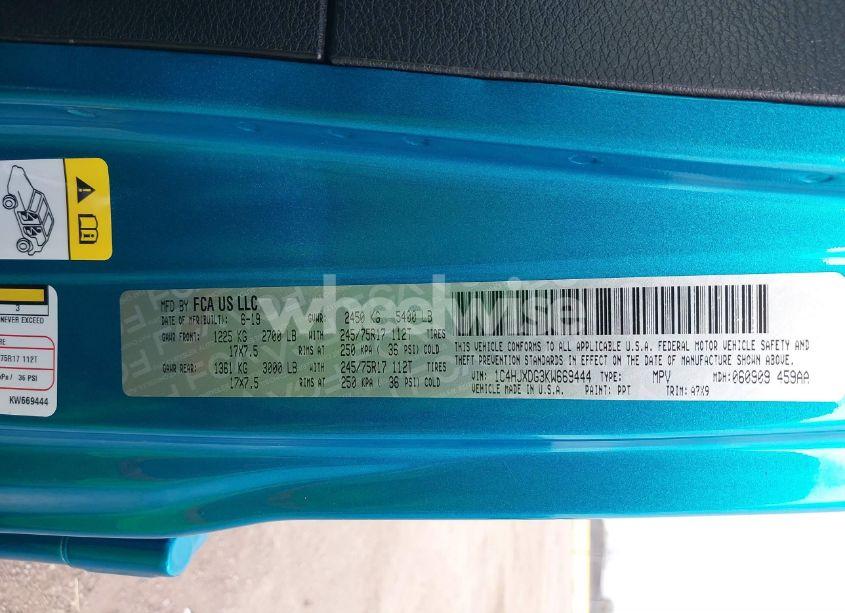 3
NEVER EXCEED
RE
75R17 112T
kPa / 36 PSI
KW669444
MFD BY FCA US LLC
DATE OF MFR(BUILT): 6-19 GVWR: 2450 KG 5400 LB
GAWR FRONT: 1225 KG 2700 LB WITH 245/75R17 112T TIRES
17X7.5 RIMS AT 250 KPA ( 36 PSI) COLD
GAWR REAR: 1361 KG 3000 LB WITH 245/75R17 112T TIRES
17X7.5 RIMS AT 250 KPA ( 36 PSI) COLD
THIS VEHICLE CONFORMS TO ALL APPLICABLE U.S.A. FEDERAL MOTOR VEHICLE SAFETY AND
THEFT PREVENTION STANDARDS IN EFFECT ON THE DATE OF MANUFACTURE SHOWN ABOVE.
VIN: 1C4HJXDG3KW669444 TYPE: MPV MDH:060909 459AA
VEHICLE MADE IN U.S.A. PAINT: PPT TRIM: A7X9
wheelwise